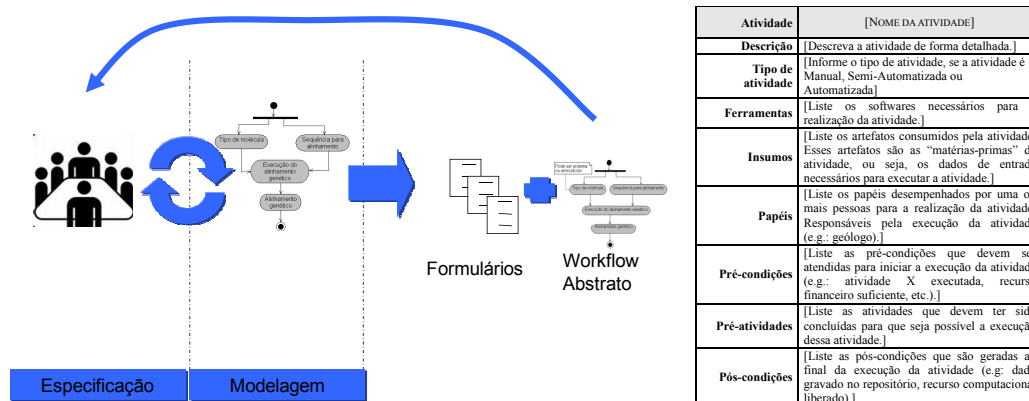 Tipo de molécula
Sequência para
alinhamento
Execução do
alinhamento
genético
Alinhamento
genético
Formulários
Pode ser proteína
ou aminoácido
Tipo de molécula
Sequência para alinhamento
Execução do alinhamento genético
Alinhamento genético
Workflow
Abstrato
Especificação
Modelagem
Atividade [NOME DA ATIVIDADE]
Descrição [Descreva a atividade de forma detalhada.]
Tipo de
atividade
[Informe o tipo de atividade, se a atividade é
Manual, Semi-Automatizada ou
Automatizada]
Ferramentas
[Liste os softwares necessários para
realização da atividade.]
Insumos
[Liste os artefatos consumidos pela atividad
Esses artefatos são as “matérias-primas” d
atividade, ou seja, os dados de entrad
necessários para executar a atividade.]
Papéis
[Liste os papéis desempenhados por uma o
mais pessoas para a realização da atividad
Responsáveis pela execução da atividad
(e.g.: geólogo).]
Pré-condições
[Liste as pré-condições que devem se
atendidas para iniciar a execução da atividad
(e.g.: atividade X executada, recurs
financeiro suficiente, etc.).]
Pré-atividades
[Liste as atividades que devem ter sid
concluídas para que seja possível a execuçã
dessa atividade.]
Pós-condições
[Liste as pós-condições que são geradas a
final da execução da atividade (e.g: dad
gravado no repositório, recurso computaciona
liberado).]